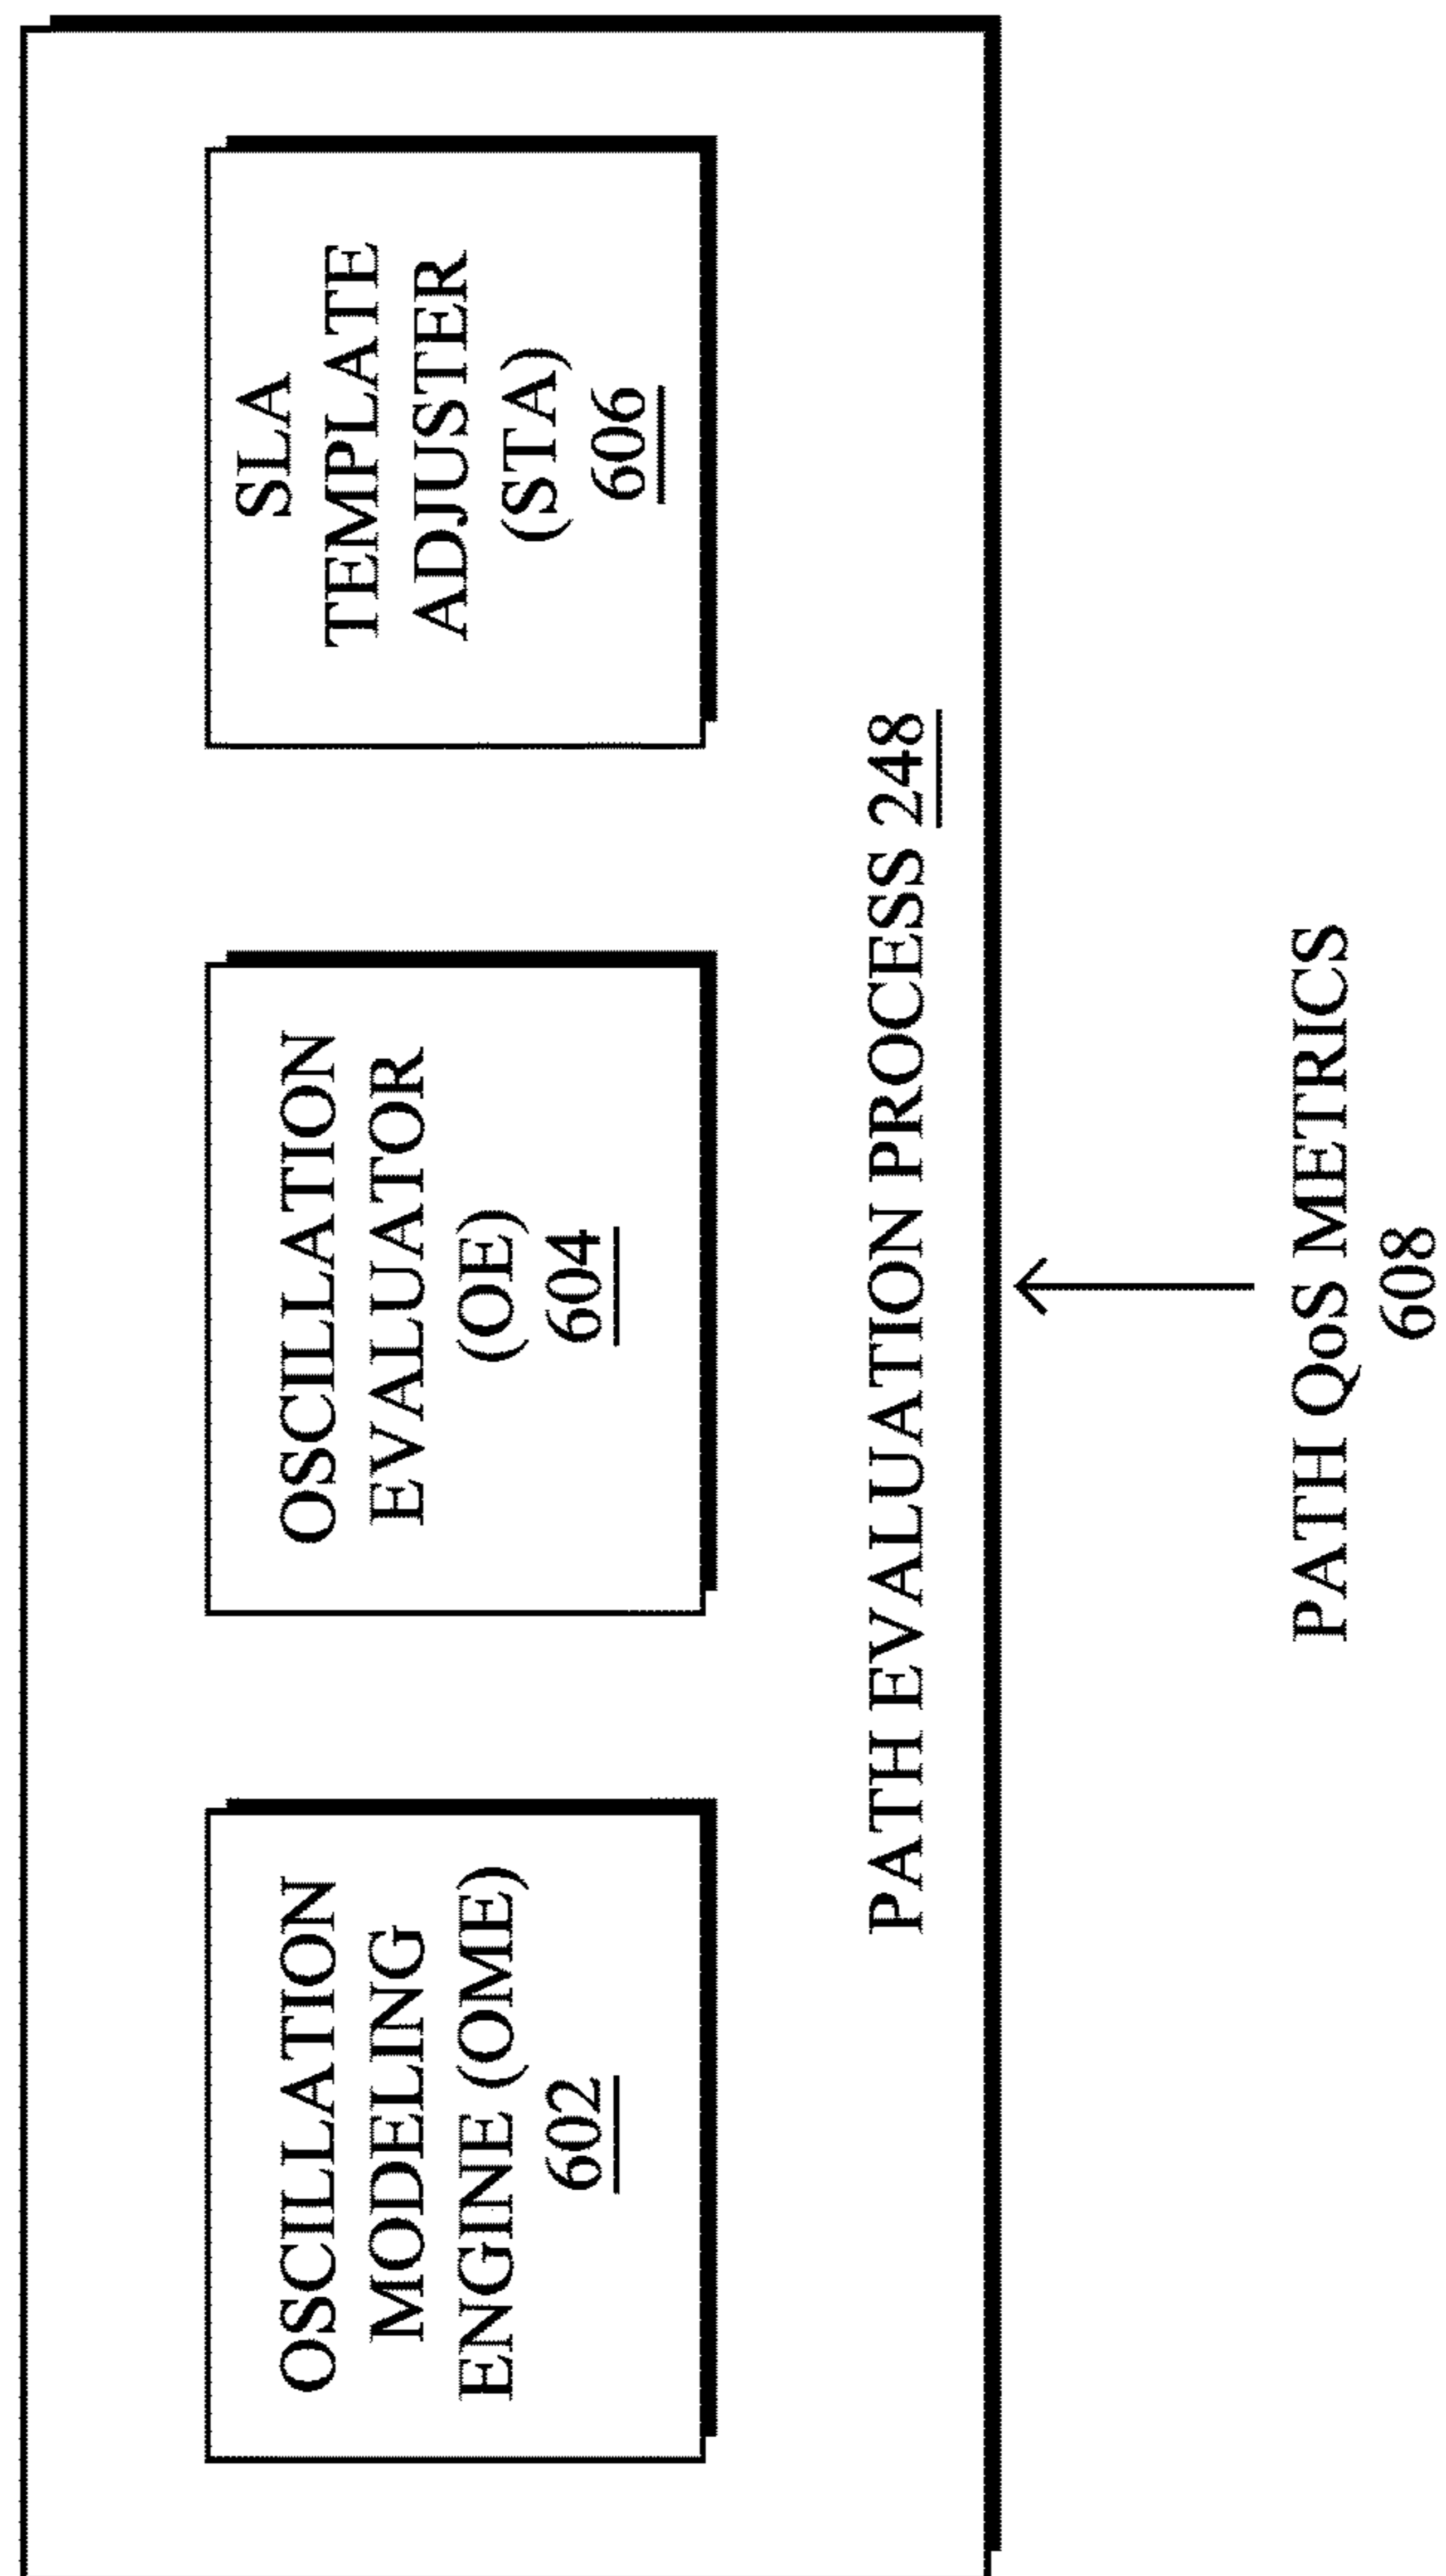 OSCILLATION
MODELING
ENGINE (OME)
602
OSCILLATION
EVALUATOR
(OE)
604
SLA
TEMPLATE
ADJUSTER
(STA)
606
PATH EVALUATION PROCESS 248
PATH QoS METRICS
608